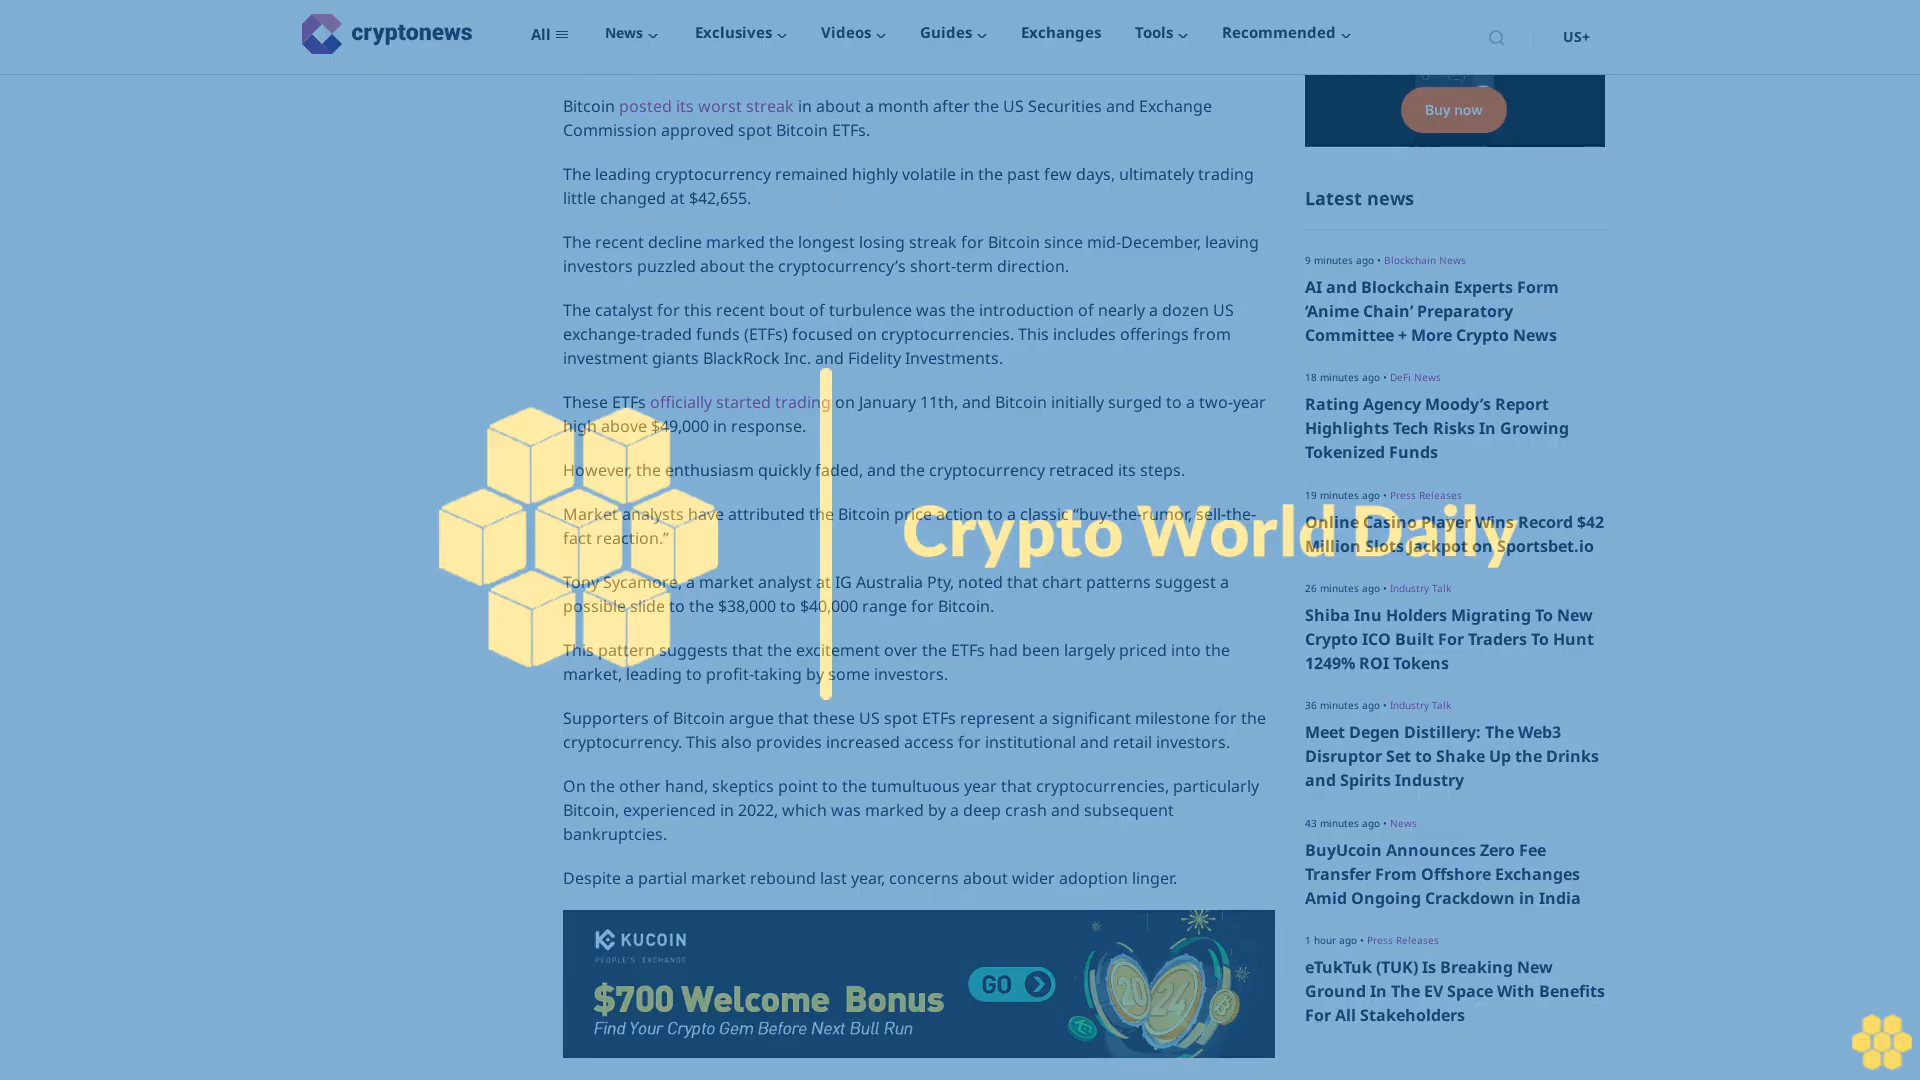 cryptonews
All
News
Exclusives
Videos
Guides
Exchanges
Tools
Recommended
US+
Bitcoin posted its worst streak in about a month after the US Securities and Exchange
Commission approved spot Bitcoin ETFs.
The leading cryptocurrency remained highly volatile in the past few days, ultimately trading
little changed at $42,655.
The recent decline marked the longest losing streak for Bitcoin since mid-December, leaving
investors puzzled about the cryptocurrency’s short-term direction.
The catalyst for this recent bout of turbulence was the introduction of nearly a dozen US
exchange-traded funds (ETFs) focused on cryptocurrencies. This includes offerings from
investment giants BlackRock Inc. and Fidelity Investments.
These ETFs officially started trading on January 11th, and Bitcoin initially surged to a two-year
high above $49,000 in response.
However, the enthusiasm quickly faded, and the cryptocurrency retraced its steps.
Market analysts have attributed the Bitcoin price action to a classic “buy-the-rumor, sell-the-
fact reaction.”
Tony Sycamore, a market analyst at IG Australia Pty, noted that chart patterns suggest a
possible slide to the $38,000 to $40,000 range for Bitcoin.
This pattern suggests that the excitement over the ETFs had been largely priced into the
market, leading to profit-taking by some investors.
Supporters of Bitcoin argue that these US spot ETFs represent a significant milestone for the
cryptocurrency. This also provides increased access for institutional and retail investors.
On the other hand, skeptics point to the tumultuous year that cryptocurrencies, particularly
Bitcoin, experienced in 2022, which was marked by a deep crash and subsequent
bankruptcies.
Despite a partial market rebound last year, concerns about wider adoption linger.
KUCOIN
PEOPLE'S EXCHANGE
$700 Welcome Bonus
Find Your Crypto Gem Before Next Bull Run
GO
20
24
Crypto World Daily
Buy now
Latest news
9 minutes ago • Blockchain News
AI and Blockchain Experts Form
‘Anime Chain’ Preparatory
Committee + More Crypto News
18 minutes ago • DeFi News
Rating Agency Moody’s Report
Highlights Tech Risks In Growing
Tokenized Funds
19 minutes ago • Press Releases
Online Casino Player Wins Record $42
Million Slots Jackpot on Sportsbet.io
26 minutes ago • Industry Talk
Shiba Inu Holders Migrating To New
Crypto ICO Built For Traders To Hunt
1249% ROI Tokens
36 minutes ago • Industry Talk
Meet Degen Distillery: The Web3
Disruptor Set to Shake Up the Drinks
and Spirits Industry
43 minutes ago • News
BuyUcoin Announces Zero Fee
Transfer From Offshore Exchanges
Amid Ongoing Crackdown in India
1 hour ago • Press Releases
eTukTuk (TUK) Is Breaking New
Ground In The EV Space With Benefits
For All Stakeholders